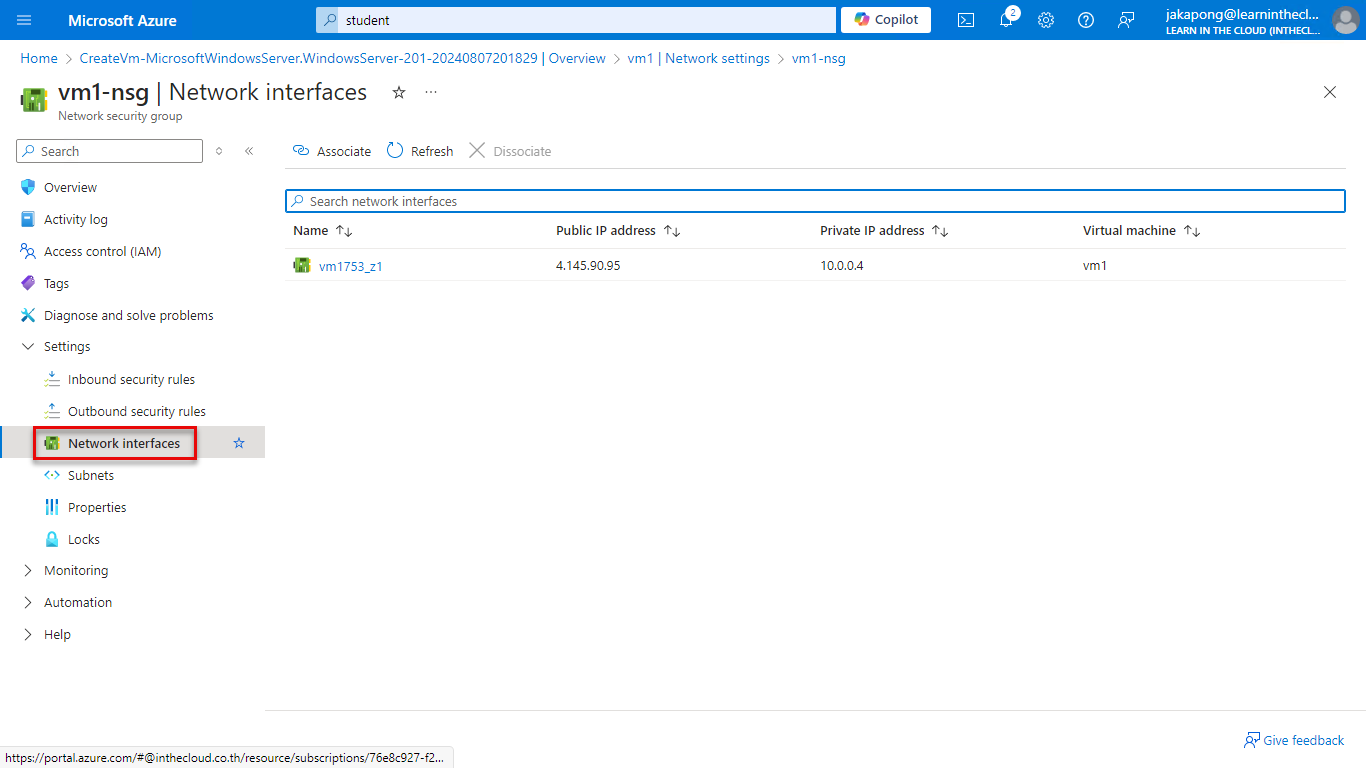 Microsoft Azure
student
Copilot
2
jakapong@learninthecl...
LEARN IN THE CLOUD (INTHECL...
Home > CreateVm-MicrosoftWindowsServer.WindowsServer-201-20240807201829 | Overview > vm1 | Network settings > vm1-nsg
vm1-nsg | Network interfaces
...
Network security group
Search
Associate
Refresh
Dissociate
Overview
Activity log
Access control (IAM)
Tags
Diagnose and solve problems
Settings
Inbound security rules
Outbound security rules
Network interfaces
Subnets
Properties
Locks
Monitoring
Automation
Help
Search network interfaces
Name Public IP address Private IP address Virtual machine
vm1753_z1 4.145.90.95 10.0.0.4 vm1
Give feedback
https://portal.azure.com/#@inthecloud.co.th/resource/subscriptions/76e8c927-f2...